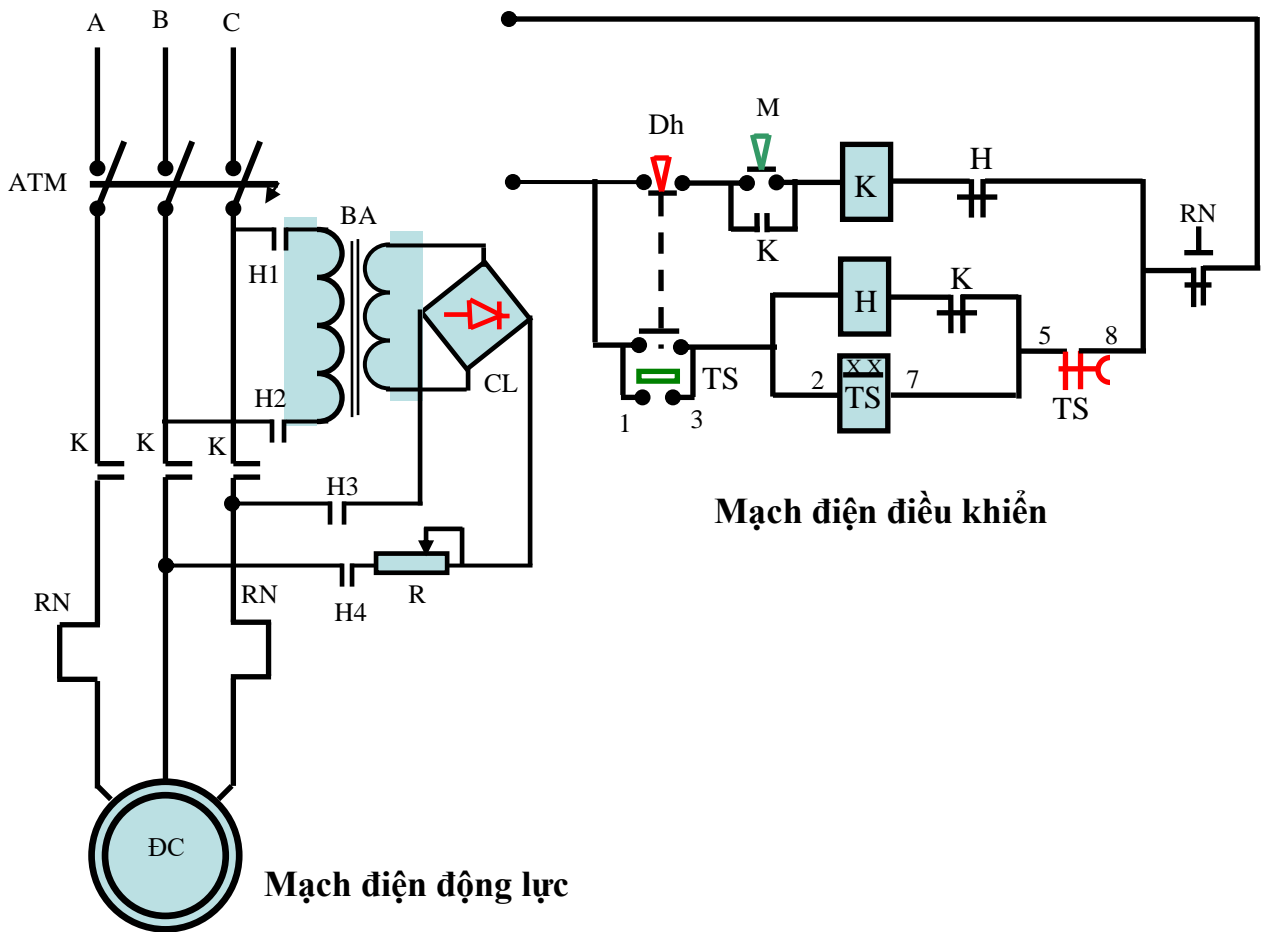 A B C
ATM
BA
H1
H2
CL
K K K
H3
H4
R
RN RN
ĐC
Mạch điện động lực
Dh M
K
H
K
RN
H
K
TS
1 3
2
X X
TS
7
5 8
TS
Mạch điện điều khiển